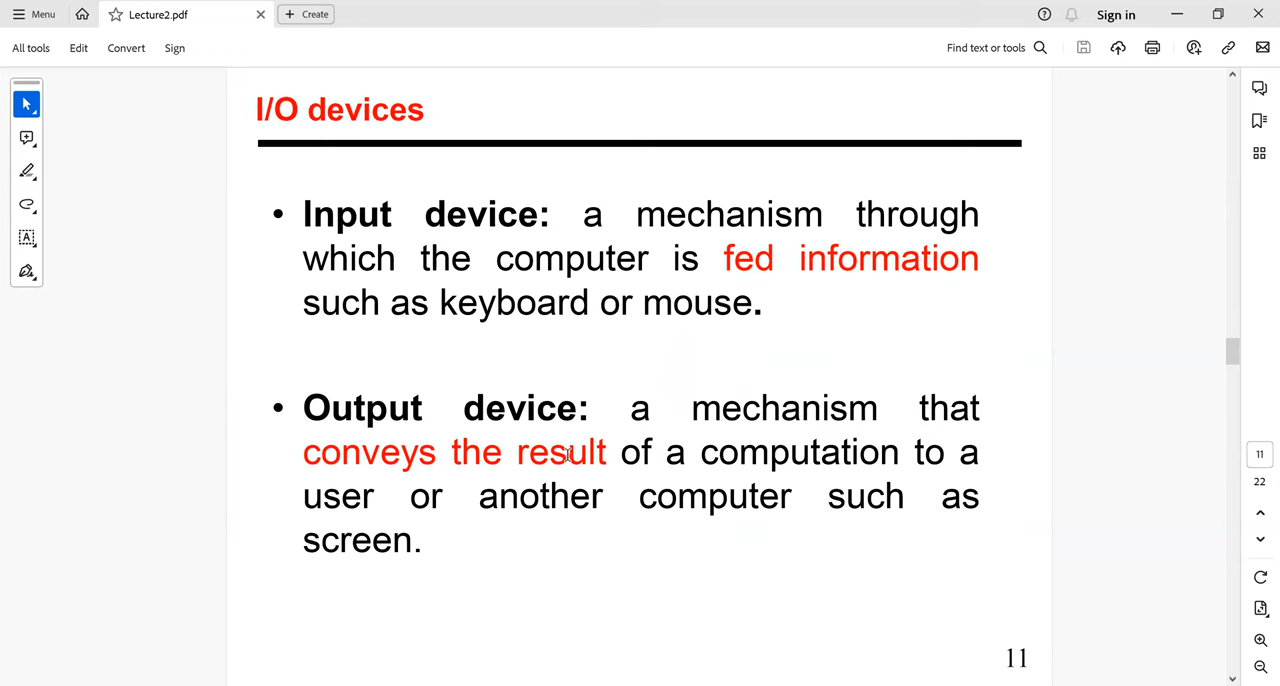 Menu
Lecture2.pdf
Create
Sign in
All tools
Edit
Convert
Sign
Find text or tools
I/O devices
• Input device: a mechanism through
which the computer is fed information
such as keyboard or mouse.
• Output device: a mechanism that
conveys the result of a computation to a
user or another computer such as
screen.
11
11
22